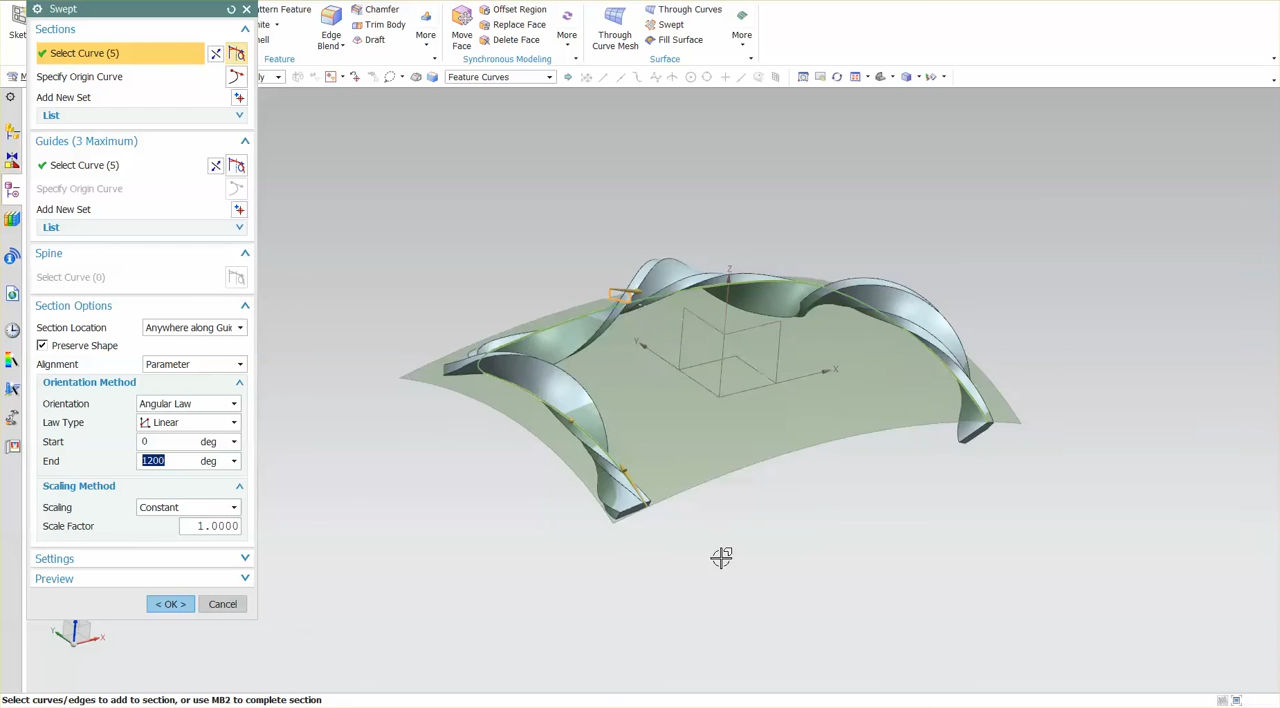 Swept
Sections
Select Curve (5)
Specify Origin Curve
Add New Set
List
Guides (3 Maximum)
Select Curve (5)
Specify Origin Curve
Add New Set
List
Spine
Select Curve (0)
Section Options
Section Location
Anywhere along Gui
Preserve Shape
Alignment
Parameter
Orientation Method
Orientation
Angular Law
Law Type
Linear
Start
0
deg
End
1200
deg
Scaling Method
Scaling
Constant
Scale Factor
1.0000
Settings
Preview
< OK >
Cancel
attern Feature
Edge
Blend
Chamfer
Trim Body
Draft
More
Feature
Move
Face
Offset Region
Replace Face
Delete Face
More
Synchronous Modeling
Through
Curve Mesh
Through Curves
Swept
Fill Surface
More
Surface
Feature Curves
Z
Y
X
Y
X
Select curves/edges to add to section, or use MB2 to complete section